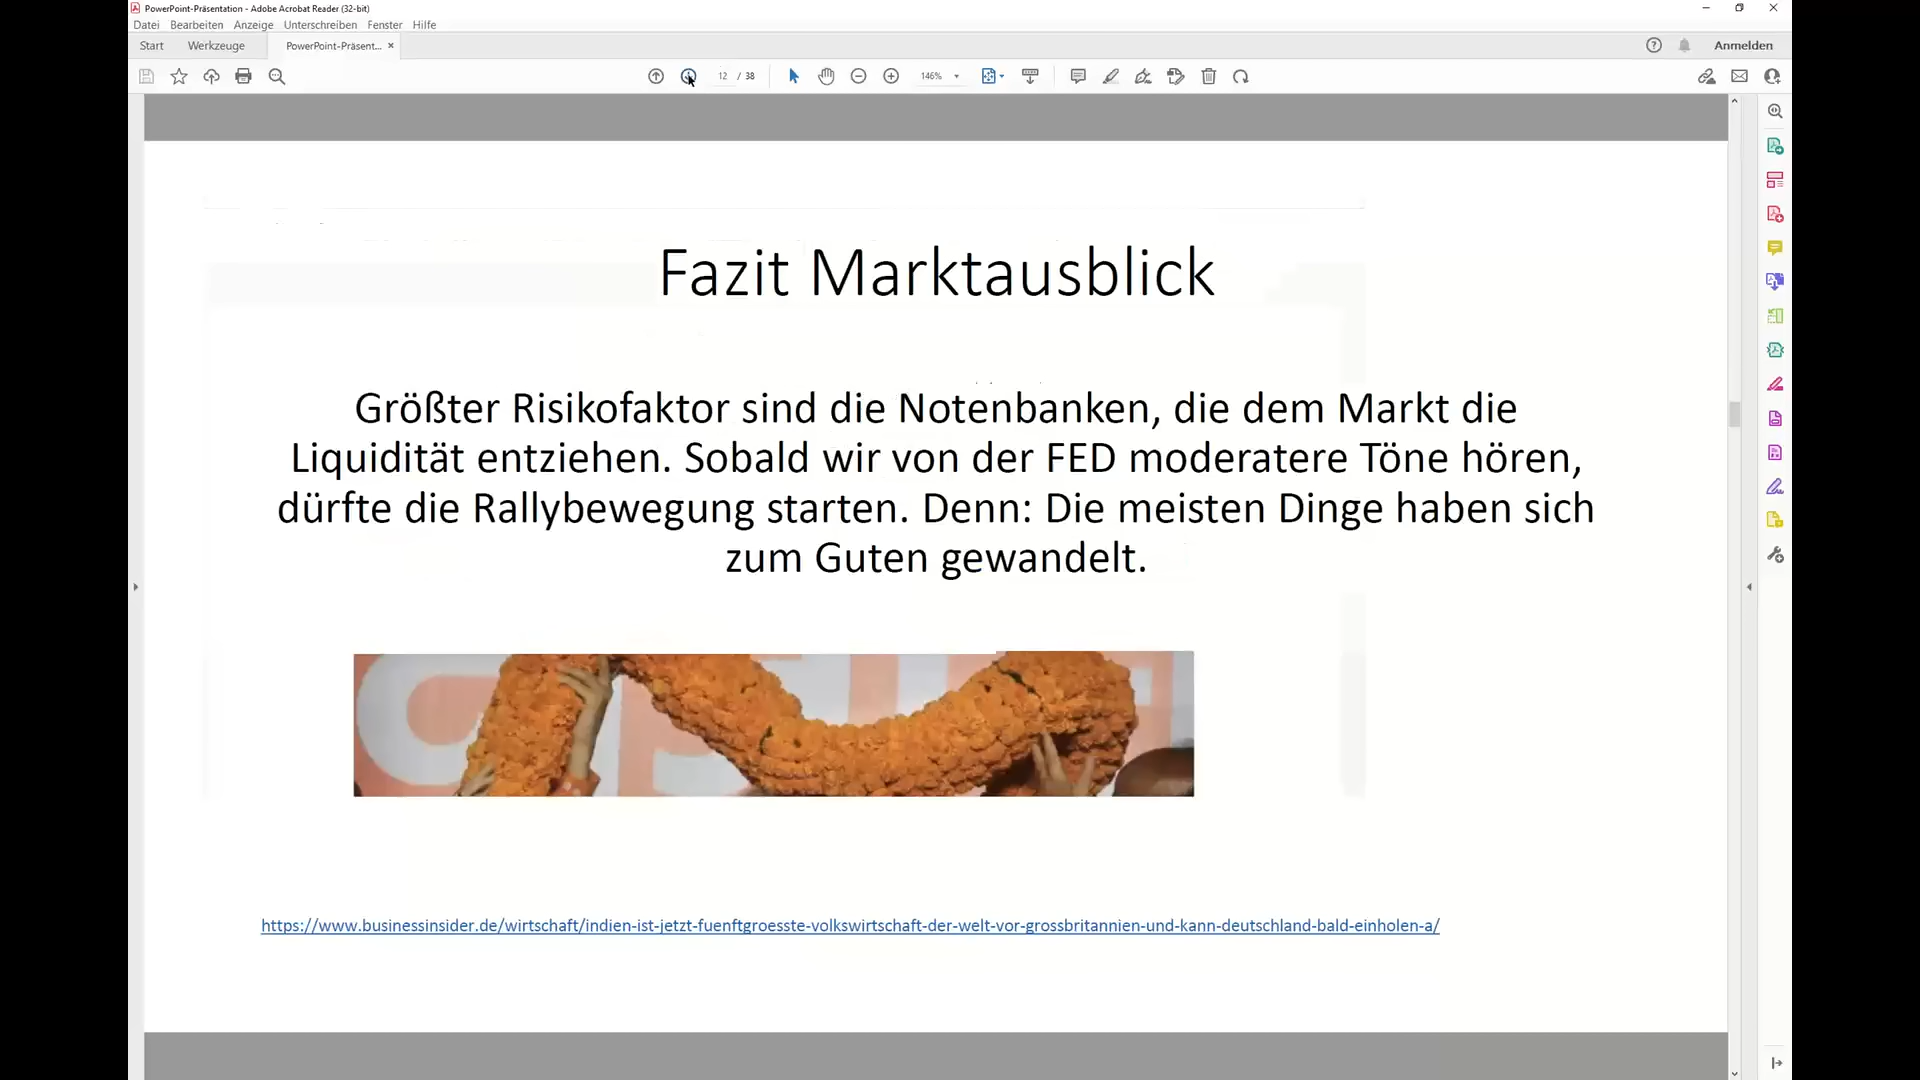 PowerPoint-Präsentation - Adobe Acrobat Reader (32-bit)
Datei Bearbeiten Anzeige Unterschreiben Fenster Hilfe
Start Werkzeuge PowerPoint-Präsent... Anmelden
12 / 38 146%
Fazit Marktausblick
Größter Risikofaktor sind die Notenbanken, die dem Markt die
Liquidität entziehen. Sobald wir von der FED moderatere Töne hören,
dürfte die Rallybewegung starten. Denn: Die meisten Dinge haben sich
zum Guten gewandelt.
https://www.businessinsider.de/wirtschaft/indien-ist-jetzt-fuenftgroesste-volkswirtschaft-der-welt-vor-grossbritannien-und-kann-deutschland-bald-einholen-a/